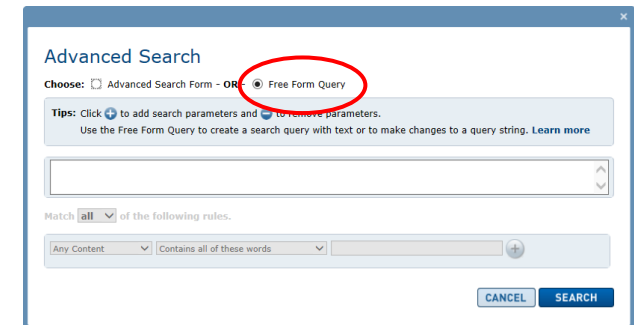 ×
Advanced Search
Choose: Advanced Search Form - OR - Free Form Query
Tips: Click + to add search parameters and - to remove parameters.
Use the Free Form Query to create a search query with text or to make changes to a query string. Learn more
Match all of the following rules.
Any Content Contains all of these words +
CANCEL SEARCH